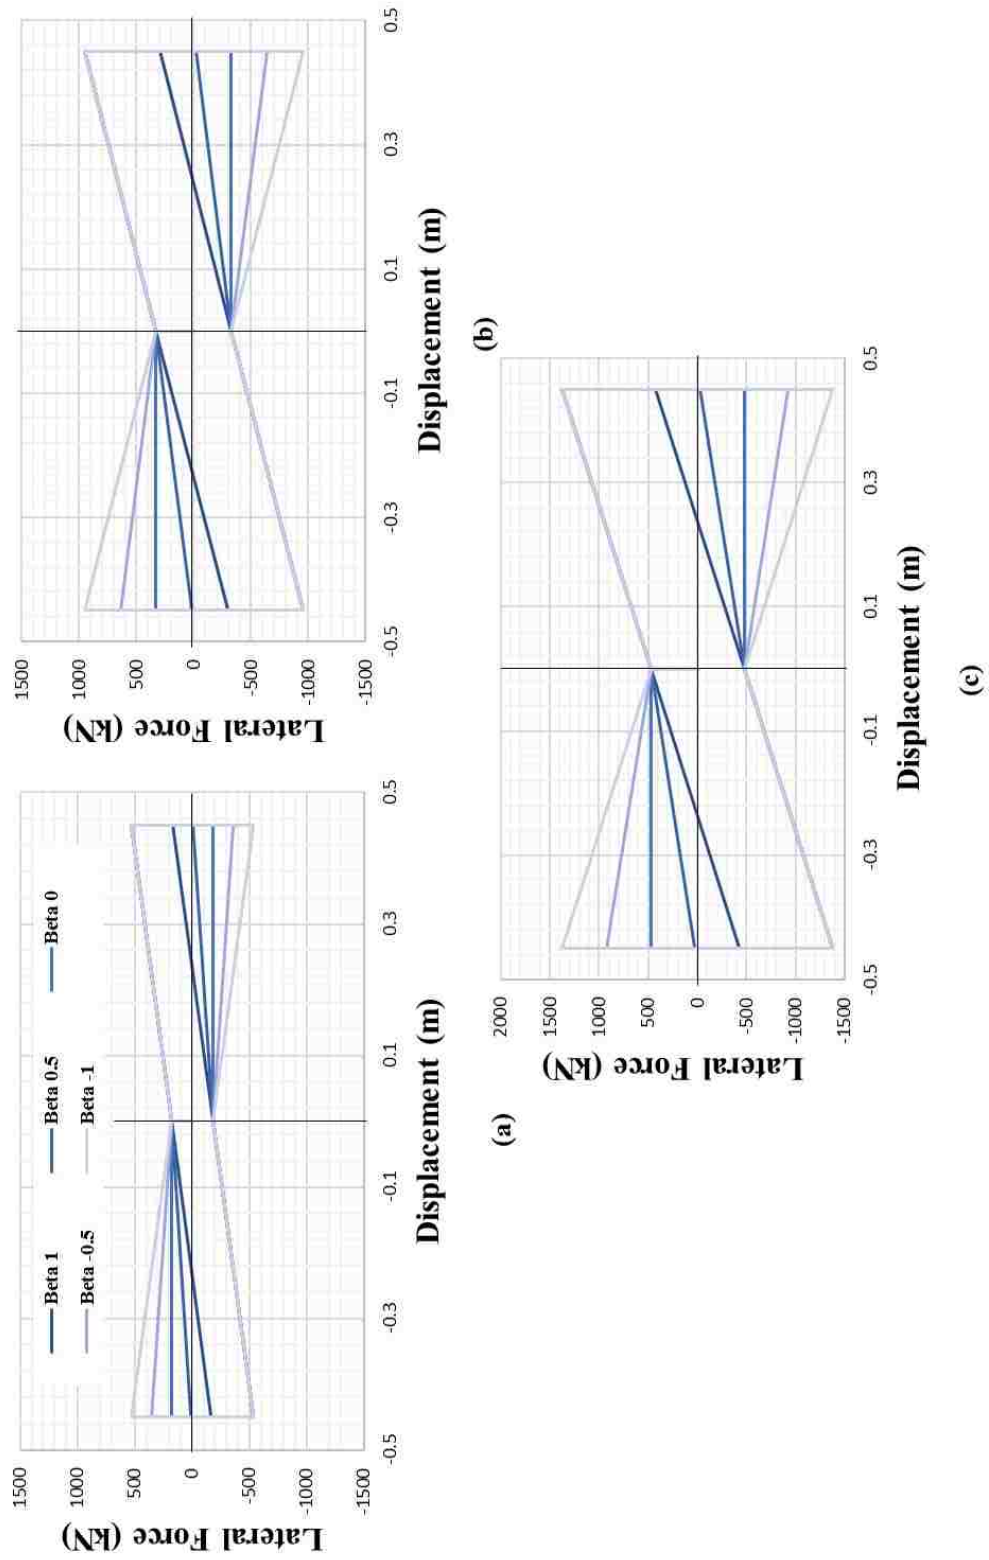 1500
1000
500
0
-500
-1000
-1500
-0.5
-0.3
-0.1
0.1
0.3
0.5
Lateral Force (kN)
Displacement (m)
Beta 1
Beta 0.5
Beta 0
Beta -0.5
Beta -1
(a)
1500
1000
500
0
-500
-1000
-1500
-0.5
-0.3
-0.1
0.1
0.3
0.5
Lateral Force (kN)
Displacement (m)
(b)
2000
1500
1000
500
0
-500
-1000
-1500
-0.5
-0.3
-0.1
0.1
0.3
0.5
Lateral Force (kN)
Displacement (m)
(c)